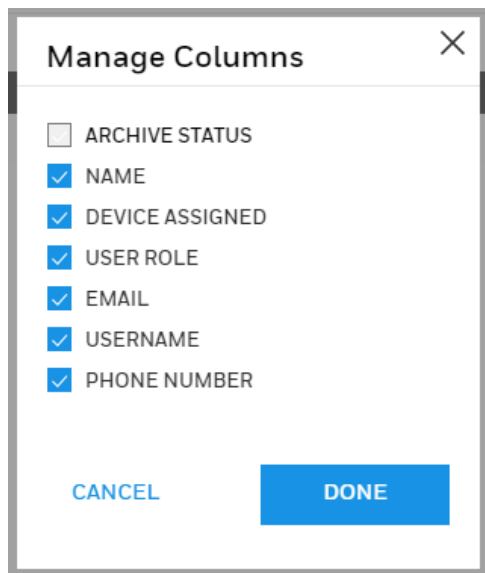 Manage Columns
ARCHIVE STATUS
NAME
DEVICE ASSIGNED
USER ROLE
EMAIL
USERNAME
PHONE NUMBER
CANCEL DONE